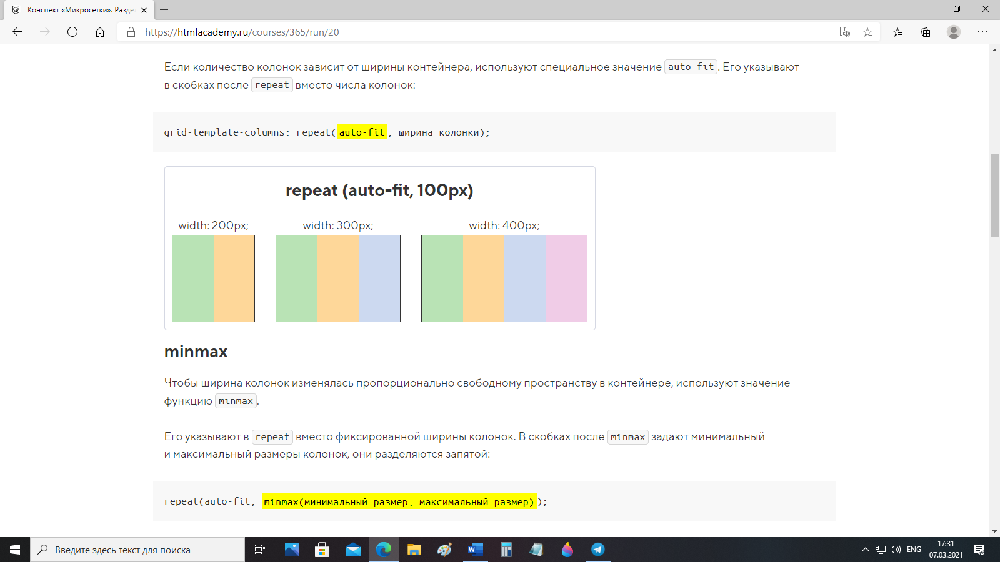 Конспект «Микросетки». Разде
https://htmlacademy.ru/courses/365/run/20
Если количество колонок зависит от ширины контейнера, используют специальное значение auto-fit. Его указывают
в скобках после repeat вместо числа колонок:
grid-template-columns: repeat(auto-fit, ширина колонки);
repeat (auto-fit, 100px)
width: 200px; width: 300px; width: 400px;
minmax
Чтобы ширина колонок изменялась пропорционально свободному пространству в контейнере, используют значение-
функцию minmax.
Его указывают в repeat вместо фиксированной ширины колонок. В скобках после minmax задают минимальный
и максимальный размеры колонок, они разделяются запятой:
repeat(auto-fit, minmax(минимальный размер, максимальный размер));
Введите здесь текст для поиска
ENG
17:31
07.03.2021